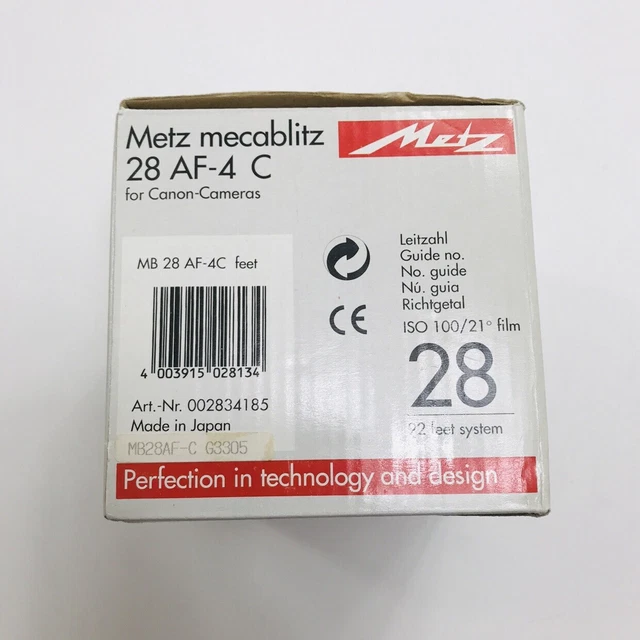 Metz mecablitz
28 AF-4 C
for Canon-Cameras
Metz
MB 28 AF-4C feet
4 003915 028134
Art.-Nr. 002834185
Made in Japan
MB28AF-C G3305
CE
Leitzahl
Guide no.
No. guide
Nú. guia
Richtgetal
ISO 100/21° film
28
92 feet system
Perfection in technology and design